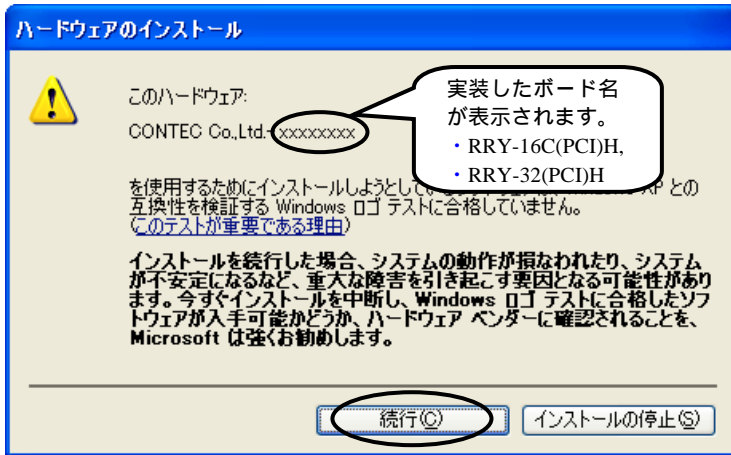 ハードウェアのインストール
このハードウェア:
CONTEC Co.,Ltd.-xxxxxxxx
実装したボード名
が表示されます。
・RRY-16C(PCI)H,
・RRY-32(PCI)H
を使用するためにインストールしようとして
XP との
互換性を検証する Windows ロゴ テストに合格していません。
(このテストが重要である理由)
インストールを続行した場合、システムの動作が損なわれたり、システム
が不安定になるなど、重大な障害を引き起こす要因となる可能性があり
ます。今すぐインストールを中断し、Windows ロゴ テストに合格したソフ
トウェアが入手可能かどうか、ハードウェア ベンダーに確認されることを、
Microsoft は強くお勧めします。
続行(C)
インストールの停止(S)